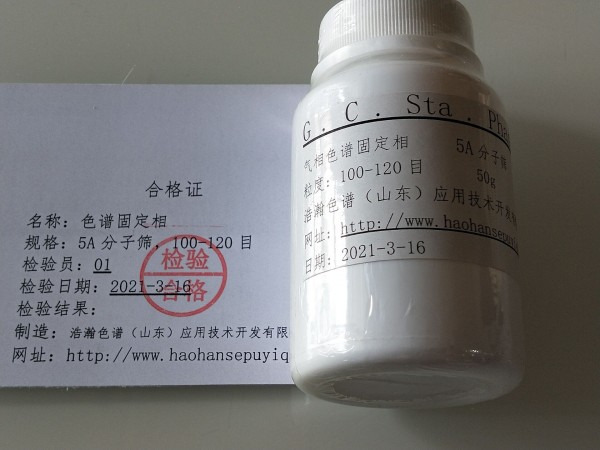 合格证
名称：色谱固定相
规格：5A 分子筛，100-120 目
检验员：01
检验日期：2021-3-16
检验结果：
检验
合格
制造：浩瀚色谱（山东）应用技术开发有限
网址：http://www.haohansepuyiq
G . C . Sta . Pha
气相色谱固定相 5A 分子筛
粒度：100-120 目 50g
浩瀚色谱（山东）应用技术开发
网址：http://www.haohansepuy
日期：2021-3-16